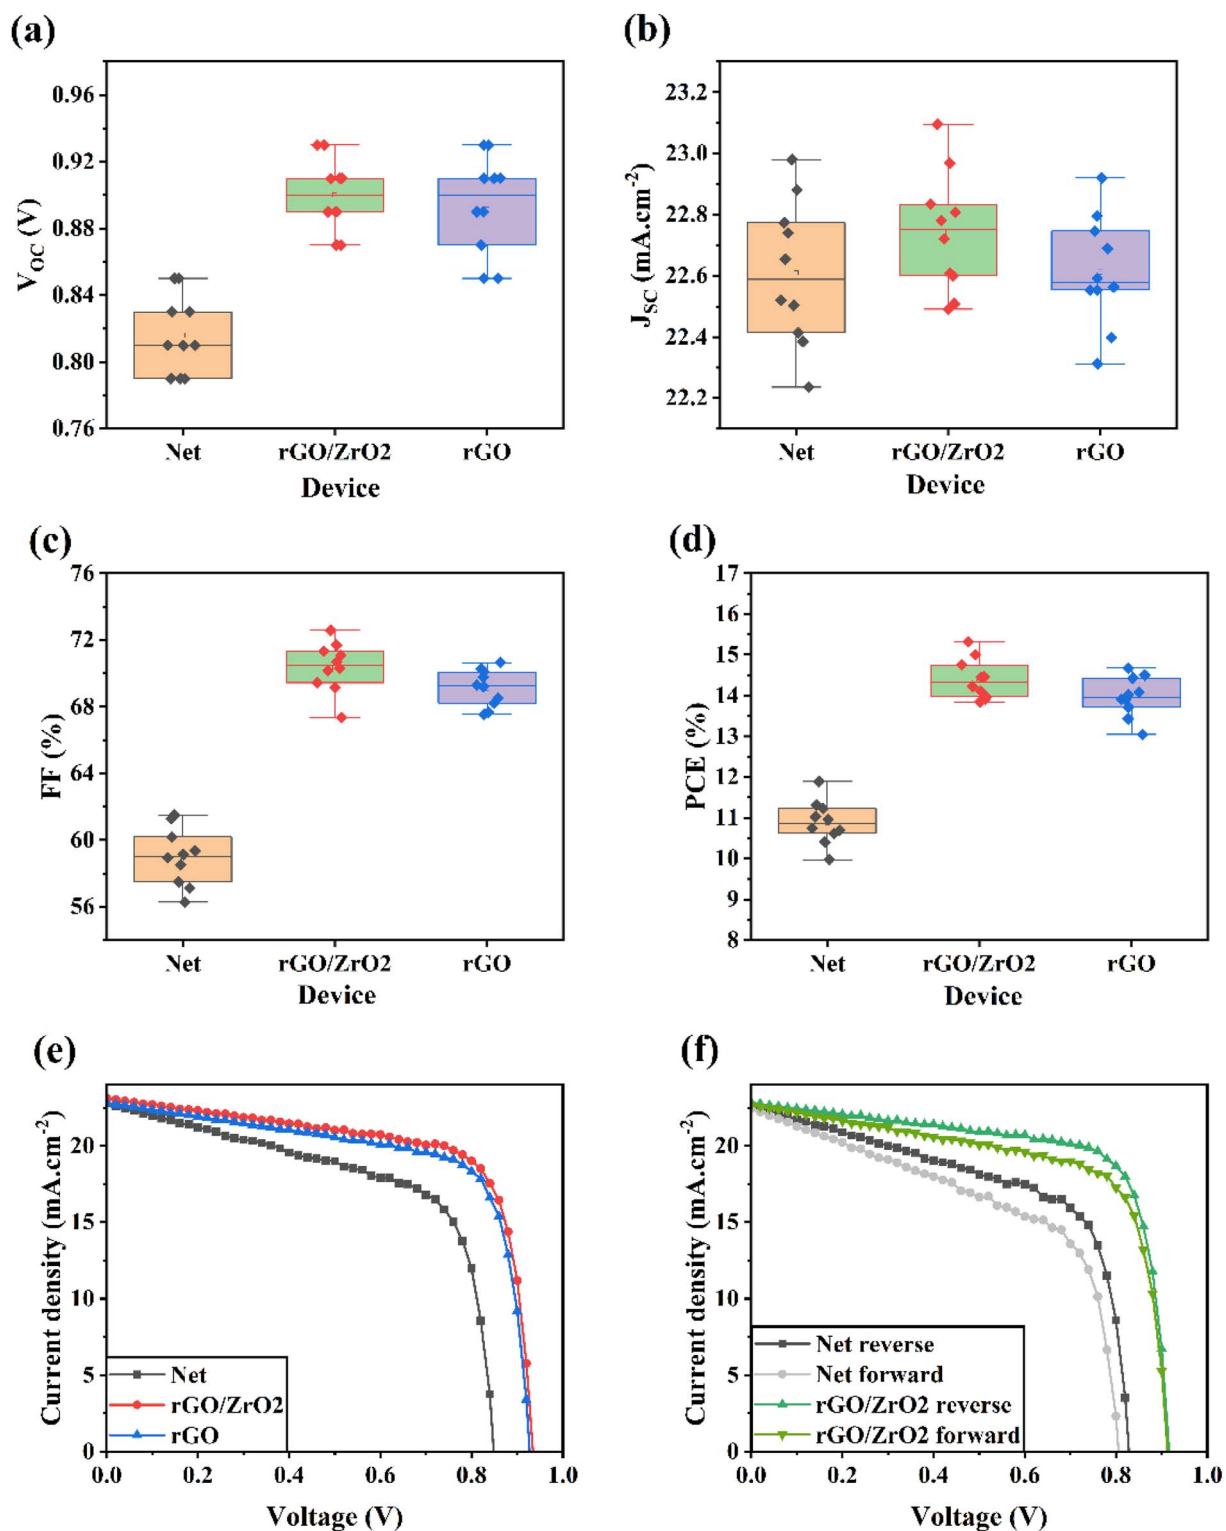 (a)
0.96
0.92
0.88
0.84
0.80
0.76
V_OC (V)
Net rGO/ZrO2 rGO
Device
(b)
23.2
23.0
22.8
22.6
22.4
22.2
J_SC (mA.cm⁻²)
Net rGO/ZrO2 rGO
Device
(c)
76
72
68
64
60
56
FF (%)
Net rGO/ZrO2 rGO
Device
(d)
17
16
15
14
13
12
11
10
9
8
PCE (%)
Net rGO/ZrO2 rGO
Device
(e)
20
15
10
5
0
Current density (mA.cm⁻²)
Net
rGO/ZrO2
rGO
0.0 0.2 0.4 0.6 0.8 1.0
Voltage (V)
(f)
20
15
10
5
0
Current density (mA.cm⁻²)
Net reverse
Net forward
rGO/ZrO2 reverse
rGO/ZrO2 forward
0.0 0.2 0.4 0.6 0.8 1.0
Voltage (V)